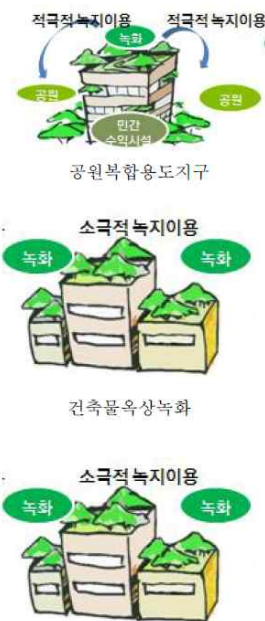 적극적녹지이용 적극적녹지이용
녹화
공원 공원
민간
수익시설
공원복합용도지구
소극적 녹지이용
녹화 녹화
건축물옥상녹화
소극적 녹지이용
녹화 녹화